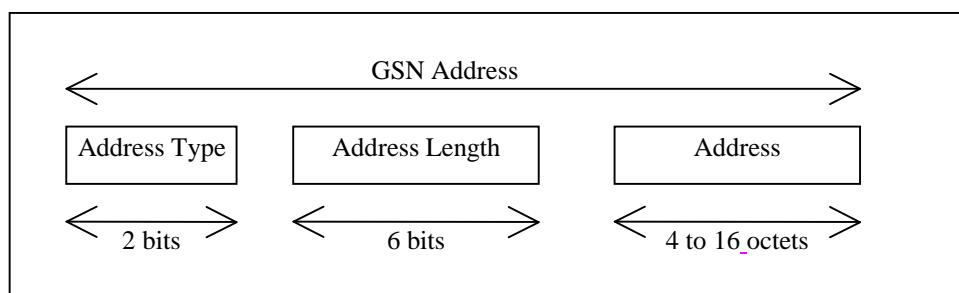 GSN Address
Address Type Address Length Address
2 bits 6 bits 4 to 16 octets